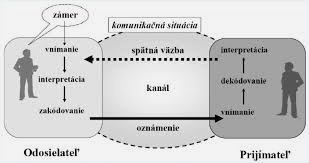 zámer
komunikačná situácia
vnímanie
interpretácia
zakódovanie
Odosielateľ
spätná väzba
kanál
oznámenie
interpretácia
dekódovanie
vnímanie
Prijímateľ